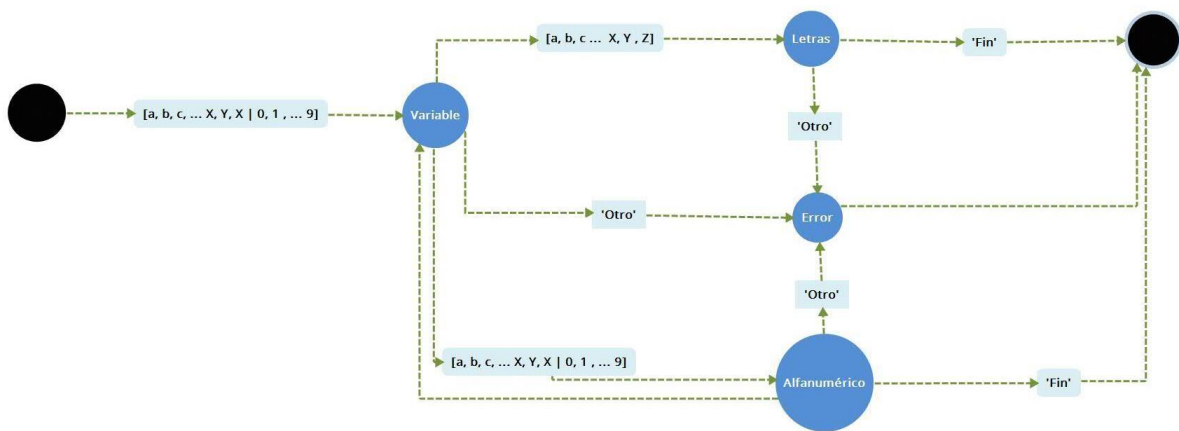 [a, b, c ... X, Y , Z]
Letras
'Fin'
[a, b, c, ... X, Y, X | 0, 1 , ... 9]
Variable
'Otro'
'Otro'
Error
'Otro'
[a, b, c, ... X, Y, X | 0, 1 , ... 9]
Alfanumérico
'Fin'